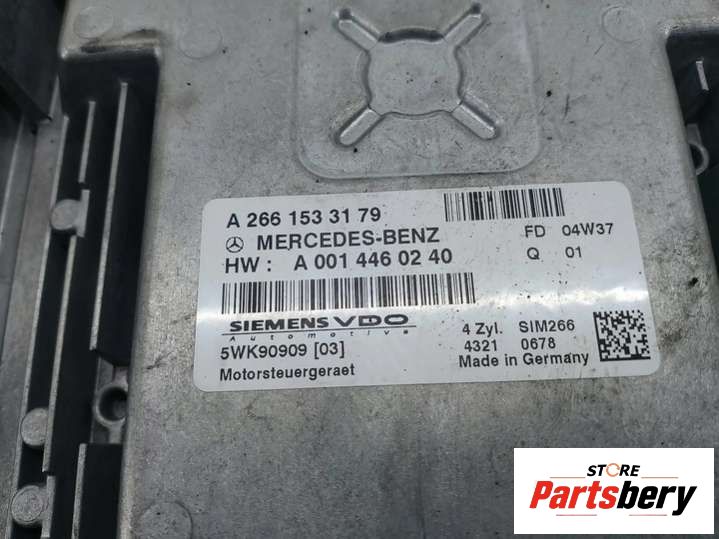 A 266 153 31 79
MERCEDES-BENZ
HW : A 001 446 02 40
FD 04W37
Q 01
SIEMENS VDO
Automotive
5WK90909 [03]
Motorsteuergeraet
4 Zyl. SIM266
4321 0678
Made in Germany
STORE
Partsbery